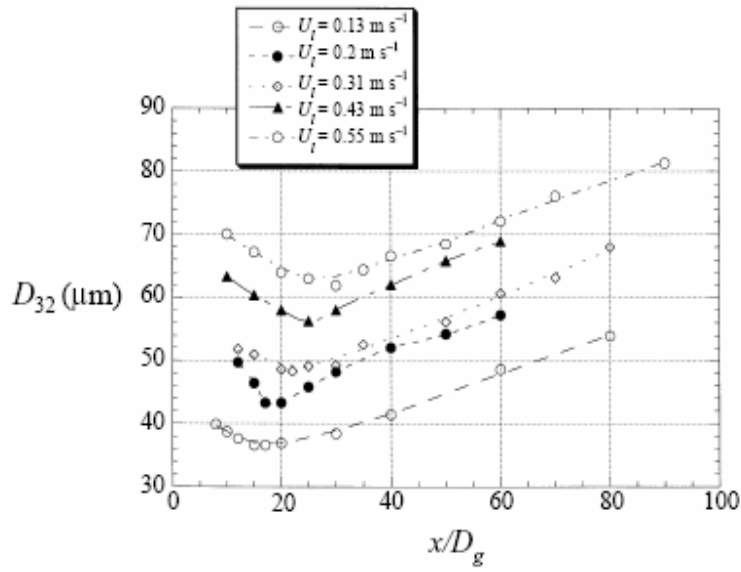 U_l = 0.13 m s⁻¹
U_l = 0.2 m s⁻¹
U_l = 0.31 m s⁻¹
U_l = 0.43 m s⁻¹
U_l = 0.55 m s⁻¹
90
80
70
60
50
40
30
D₃₂ (μm)
0 20 40 60 80 100
x/D_g